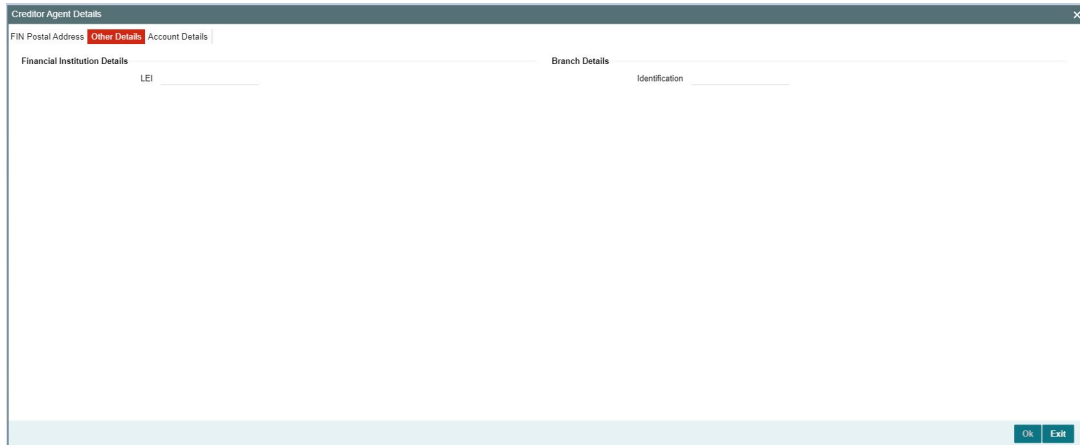 Creditor Agent Details
FIN Postal Address Other Details Account Details
Financial Institution Details
LEI
Branch Details
Identification
Ok Exit